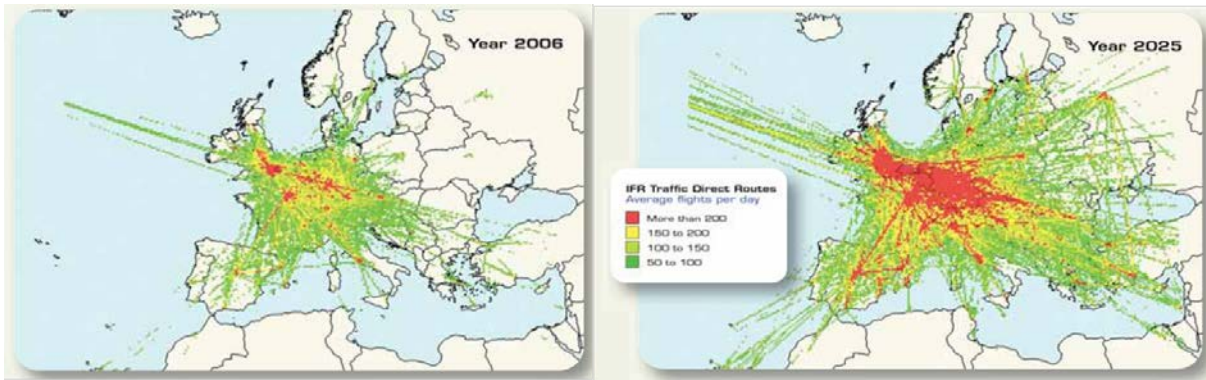 Year 2006
Year 2025
IFR Traffic Direct Routes
Average flights per day
More than 200
150 to 200
100 to 150
50 to 100